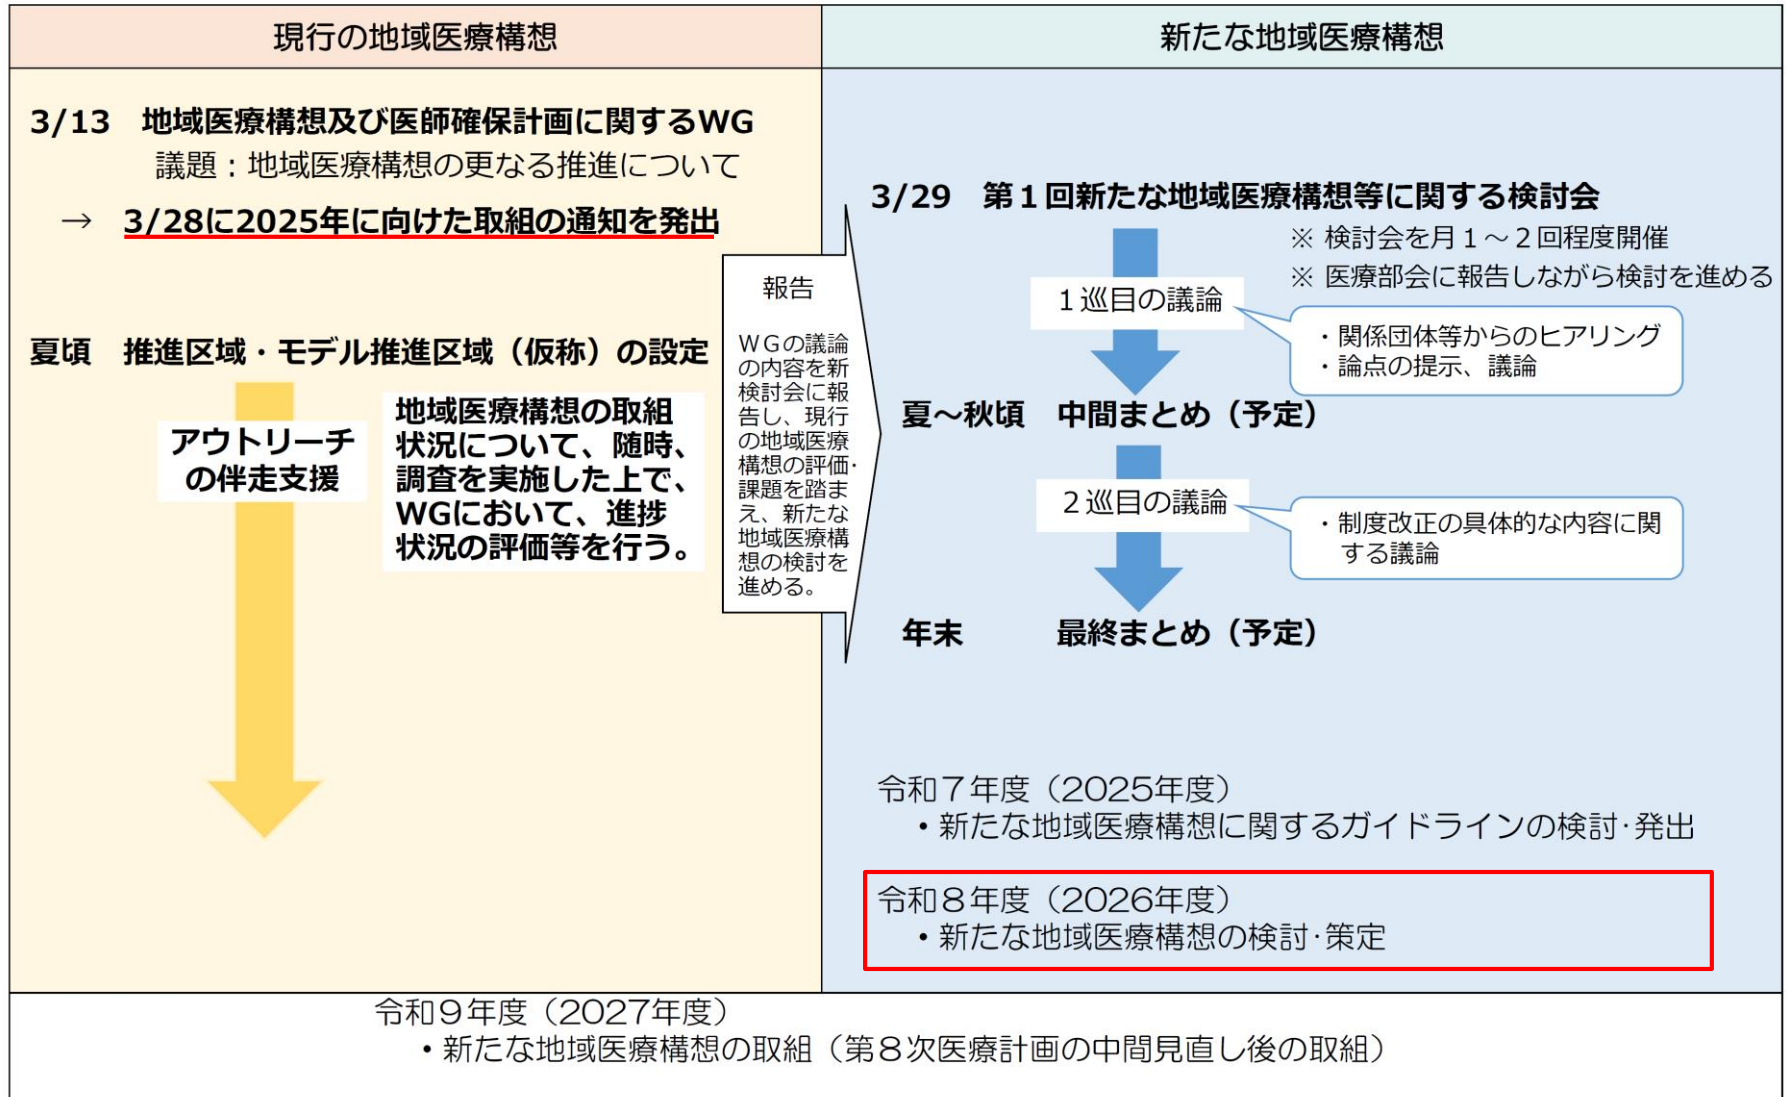 現行の地域医療構想
新たな地域医療構想
3/13 地域医療構想及び医師確保計画に関するWG
議題：地域医療構想の更なる推進について
→ 3/28に2025年に向けた取組の通知を発出
夏頃 推進区域・モデル推進区域（仮称）の設定
アウトリーチ
の伴走支援
地域医療構想の取組
状況について、随時、
調査を実施した上で、
WGにおいて、進捗
状況の評価等を行う。
報告
ＷＧの議論
の内容を新
検討会に報
告し、現行
の地域医療
構想の評価･
課題を踏ま
え、新たな
地域医療構
想の検討を
進める。
3/29 第１回新たな地域医療構想等に関する検討会
※ 検討会を月１～２回程度開催
※ 医療部会に報告しながら検討を進める
１巡目の議論
・関係団体等からのヒアリング
・論点の提示、議論
夏～秋頃 中間まとめ（予定）
２巡目の議論
・制度改正の具体的な内容に関
する議論
年末 最終まとめ（予定）
令和７年度（2025年度）
・新たな地域医療構想に関するガイドラインの検討･発出
令和８年度（2026年度）
・新たな地域医療構想の検討･策定
令和９年度（2027年度）
・新たな地域医療構想の取組（第８次医療計画の中間見直し後の取組）